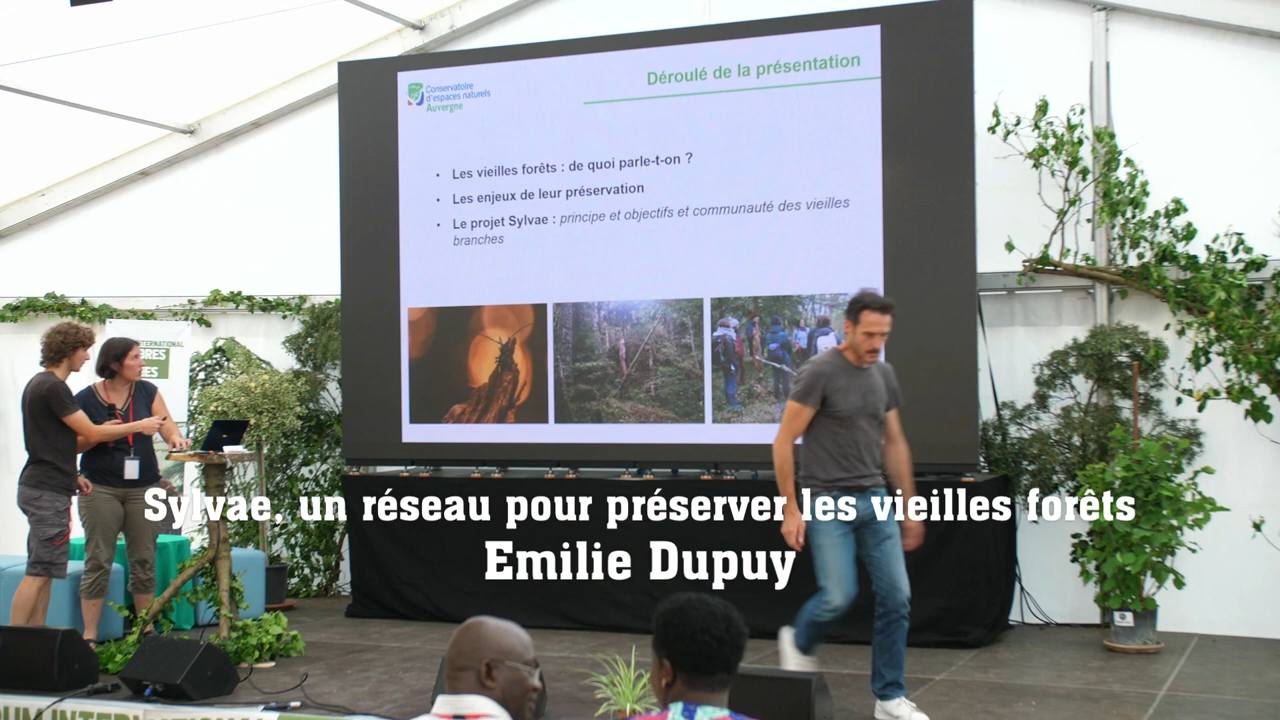 Conservatoire
d'espaces naturels
Auvergne
Déroulé de la présentation
• Les vieilles forêts : de quoi parle-t-on ?
• Les enjeux de leur préservation
• Le projet Sylvae : principe et objectifs et communauté des vieilles
branches
Sylvae, un réseau pour préserver les vieilles forêts
Emilie Dupuy